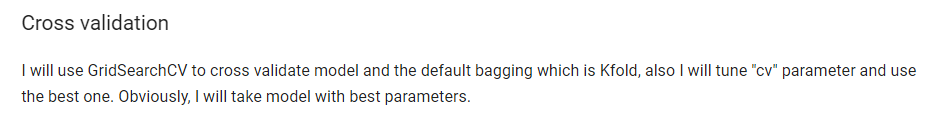 Cross validation
I will use GridSearchCV to cross validate model and the default bagging which is Kfold, also I will tune "cv" parameter and use
the best one. Obviously, I will take model with best parameters.